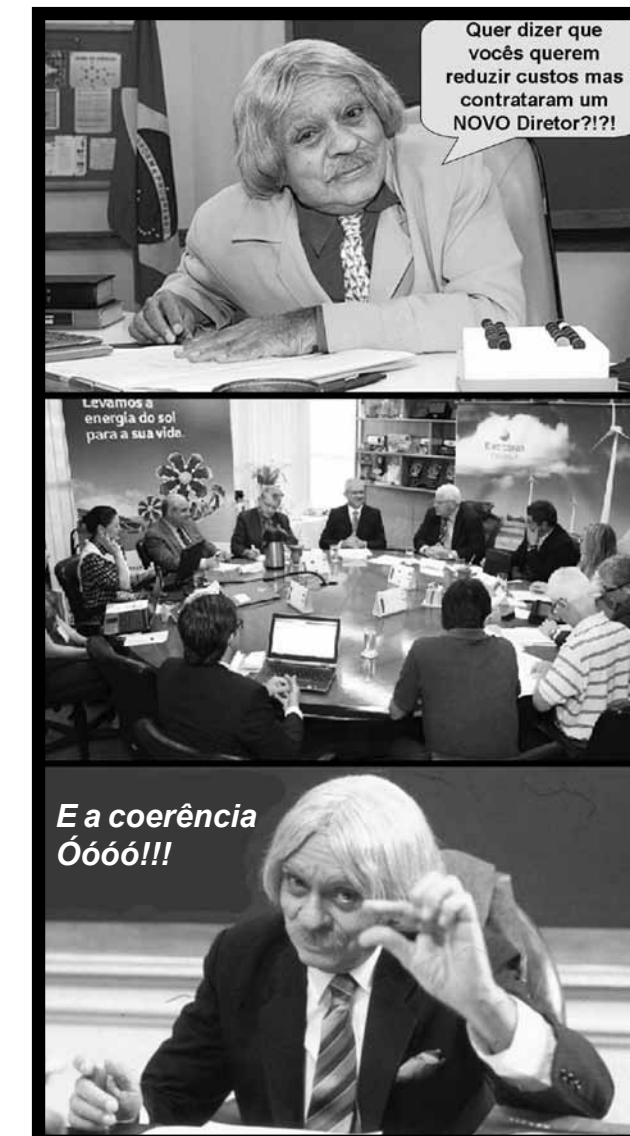 Quer dizer que
vocês querem
reduzir custos mas
contrataram um
NOVO Diretor?!?!
Levamos a
energia do sol
para a sua vida.
E a coerência
Óóóó!!!